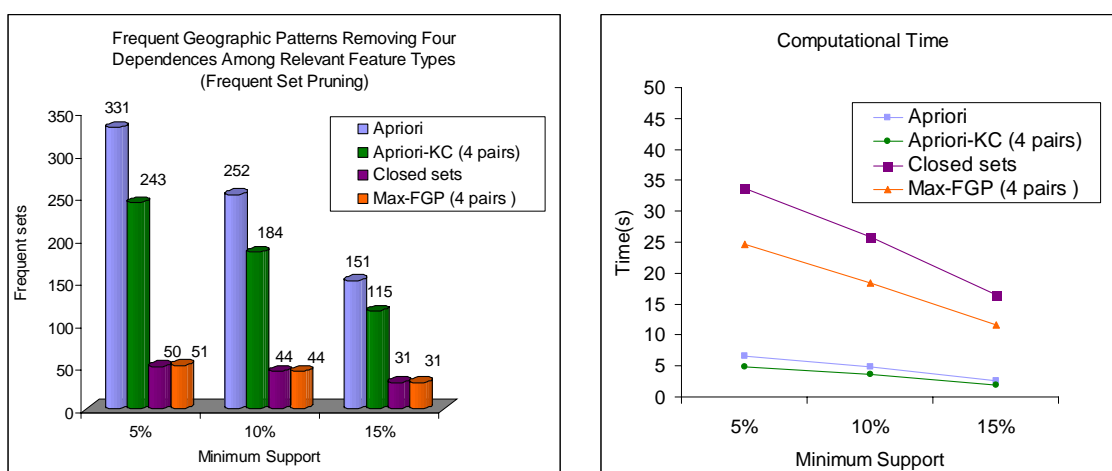 Frequent Geographic Patterns Removing Four
Dependences Among Relevant Feature Types
(Frequent Set Pruning)
Frequent sets
350
300
250
200
150
100
50
0
331
243
50
51
252
184
44
44
151
115
31
31
Apriori
Apriori-KC (4 pairs)
Closed sets
Max-FGP (4 pairs )
5%
10%
15%
Minimum Support
Computational Time
Time(s)
50
45
40
35
30
25
20
15
10
5
0
Apriori
Apriori-KC (4 pairs)
Closed sets
Max-FGP (4 pairs )
5%
10%
15%
Minimum Support